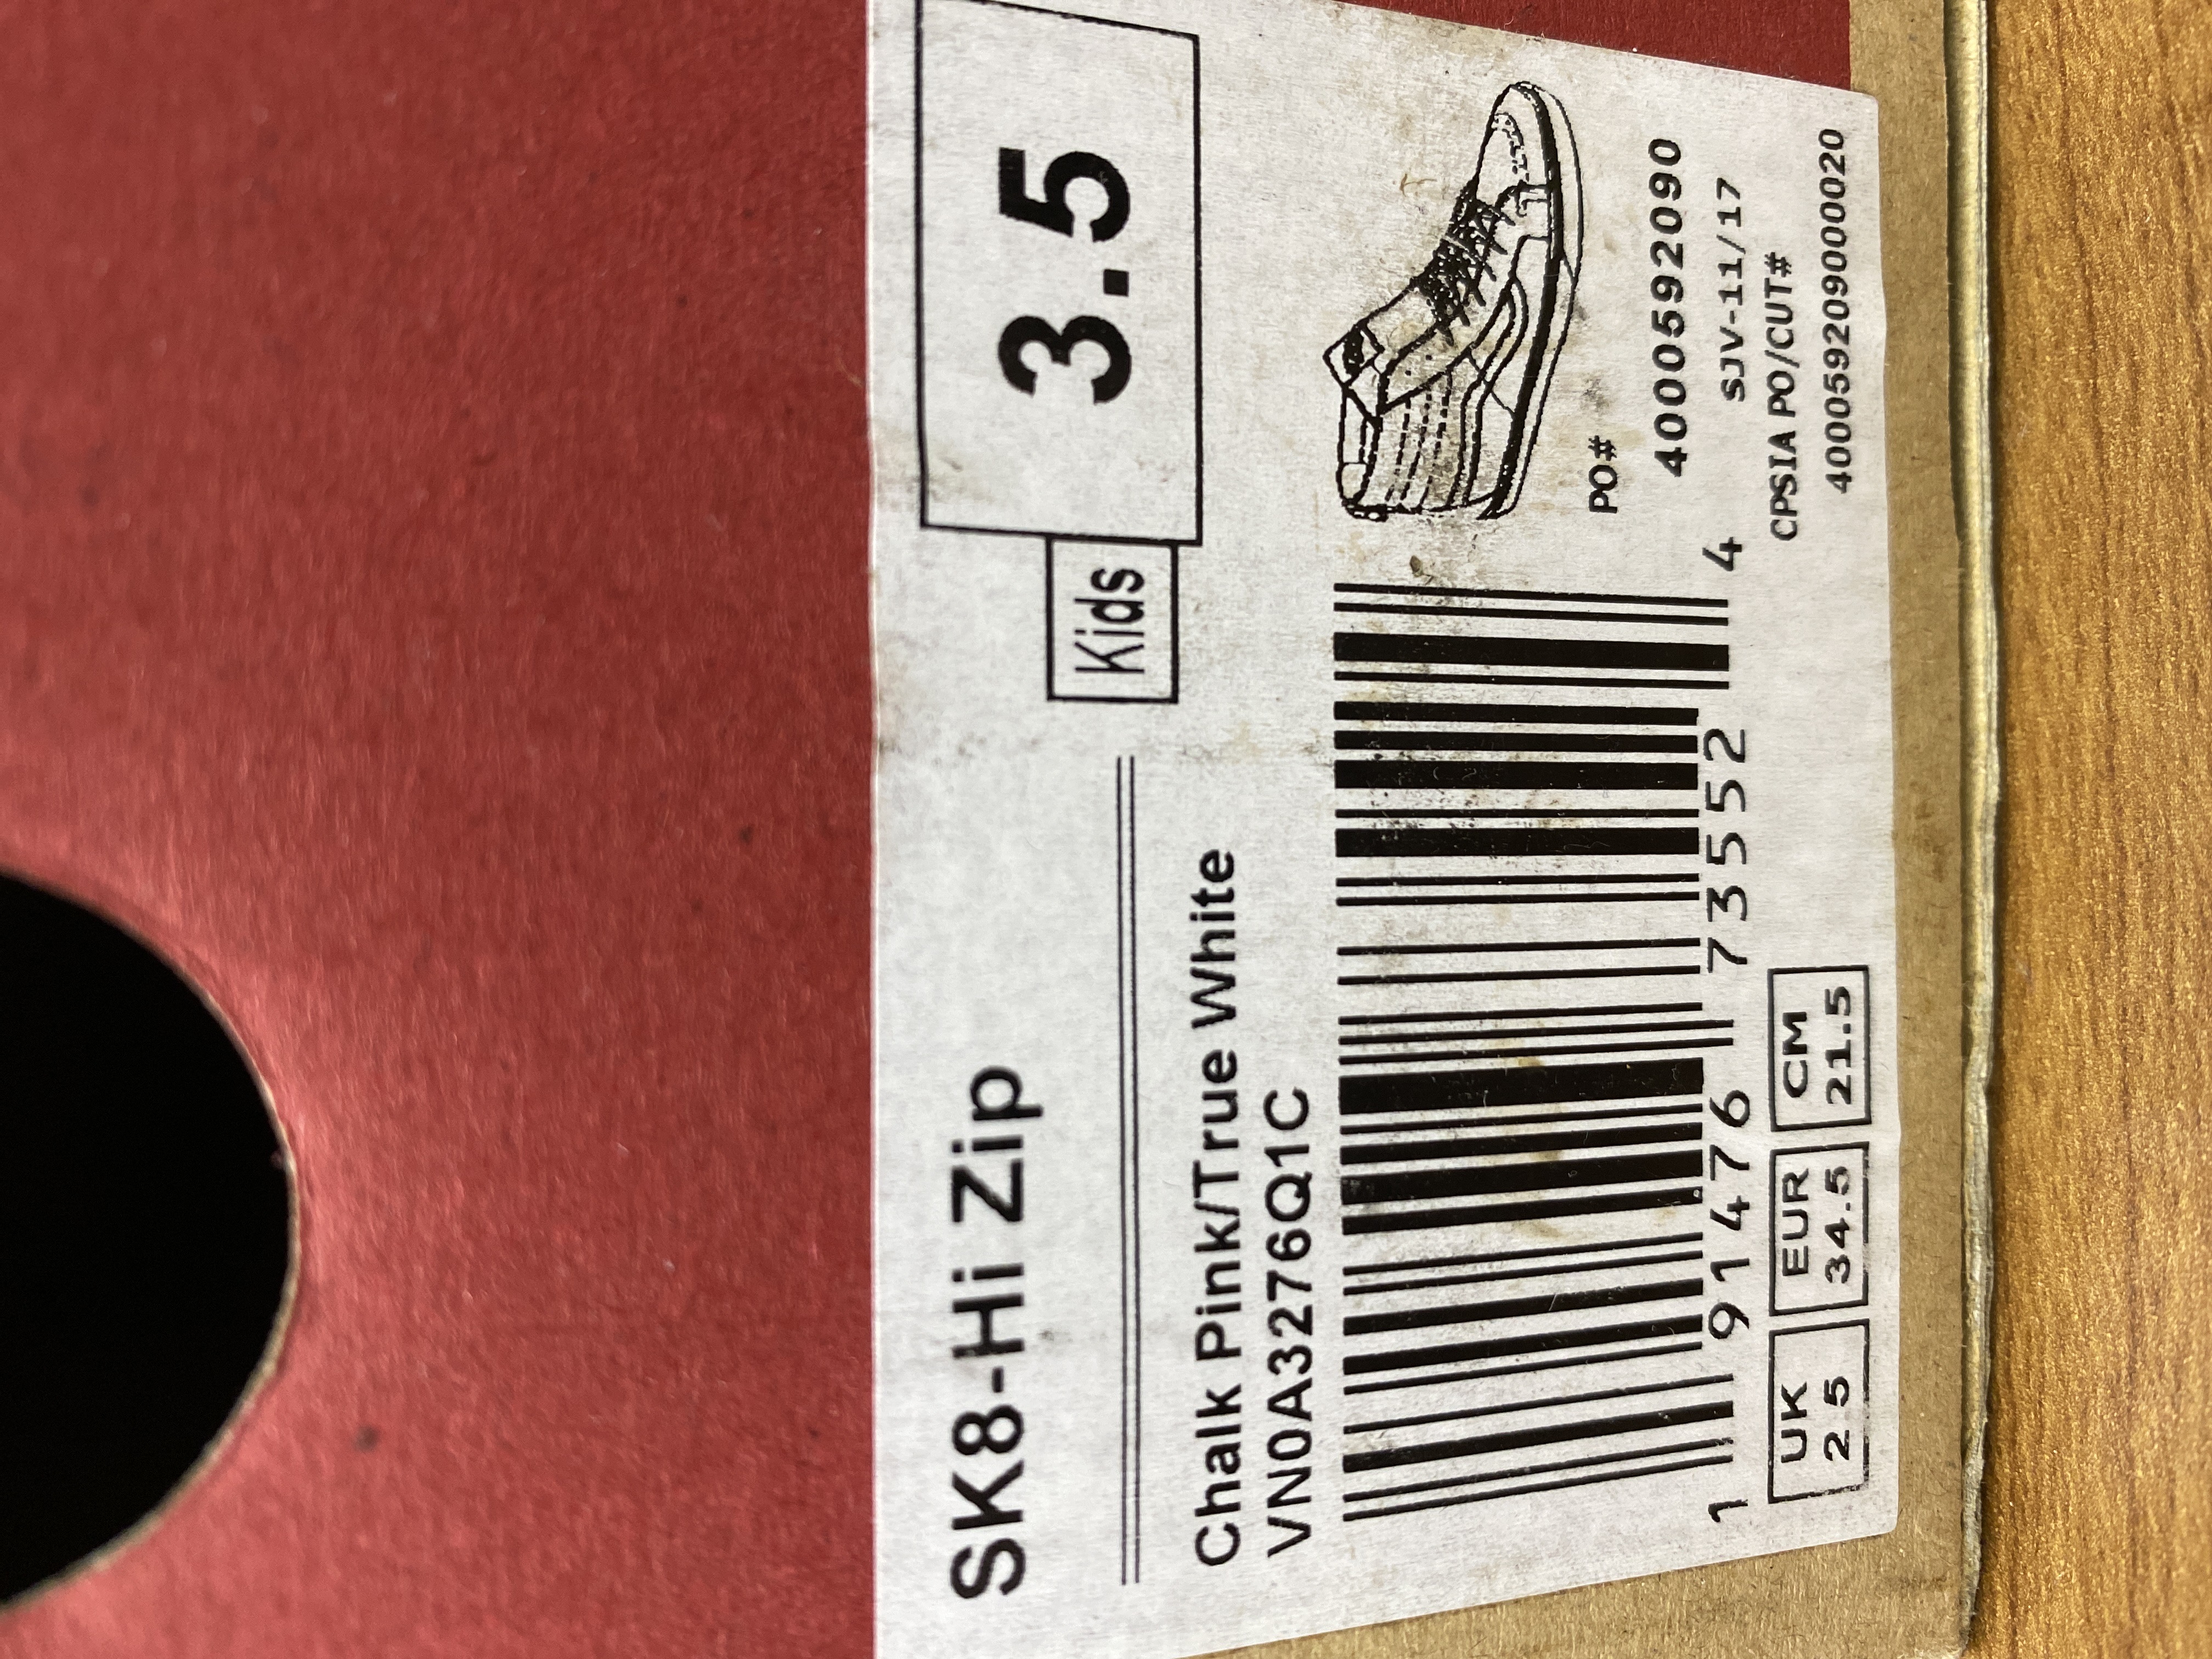 SK8-Hi Zip
Kids
3.5
Chalk Pink/True White
VN0A3276Q1C
1 91476 73552 4
PO#
4000592090
SJV-11/17
CPSIA PO/CUT#
400059209000020
UK
2.5
EUR
34.5
CM
21.5